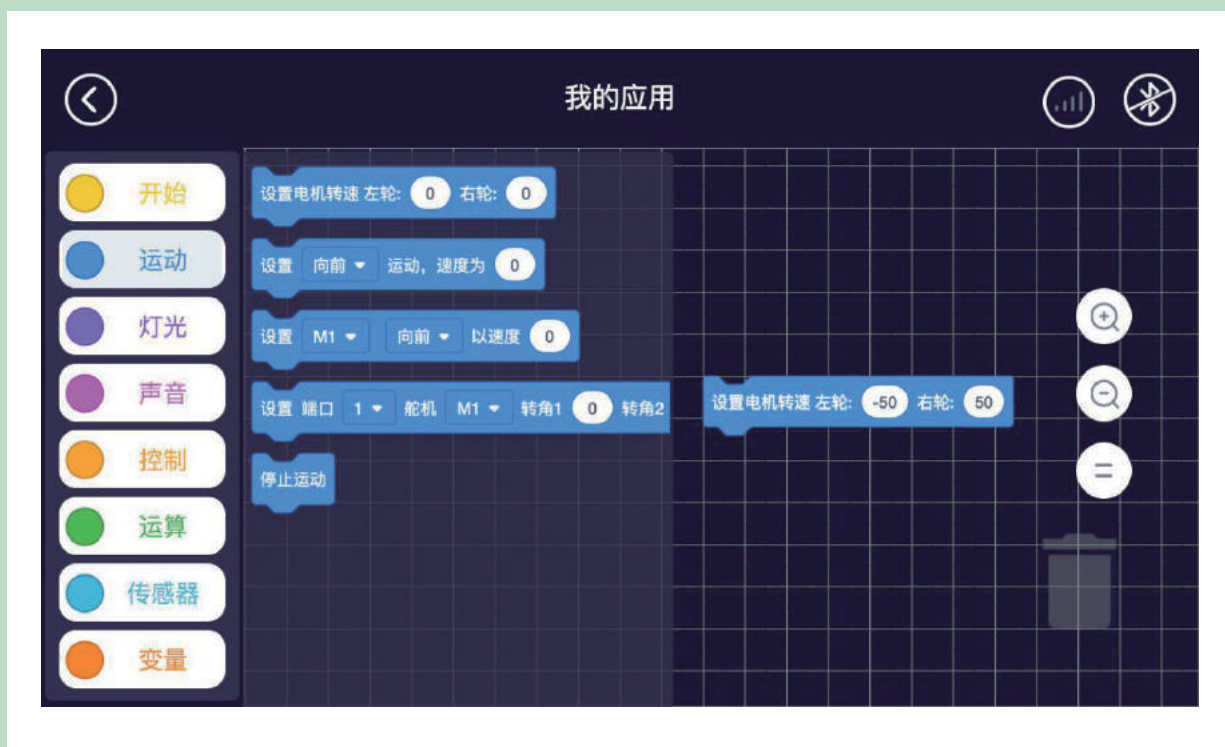 我的应用
开始
运动
灯光
声音
控制
运算
传感器
变量
设置电机转速 左轮: 0 右轮: 0
设置 向前 运动，速度为 0
设置 M1 向前 以速度 0
设置 端口 1 舵机 M1 转角1 0 转角2
停止运动
设置电机转速 左轮: -50 右轮: 50